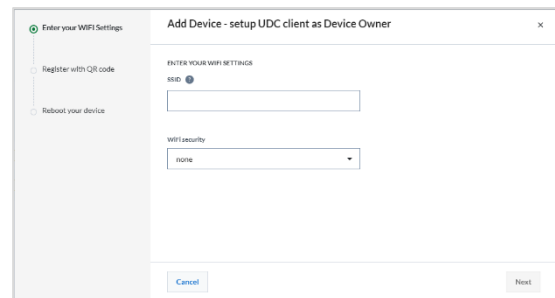 Enter your WIFI Settings
Register with QR code
Reboot your device
Add Device - setup UDC client as Device Owner
×
ENTER YOUR WIFI SETTINGS
SSID ?
WiFi security
none
Cancel
Next